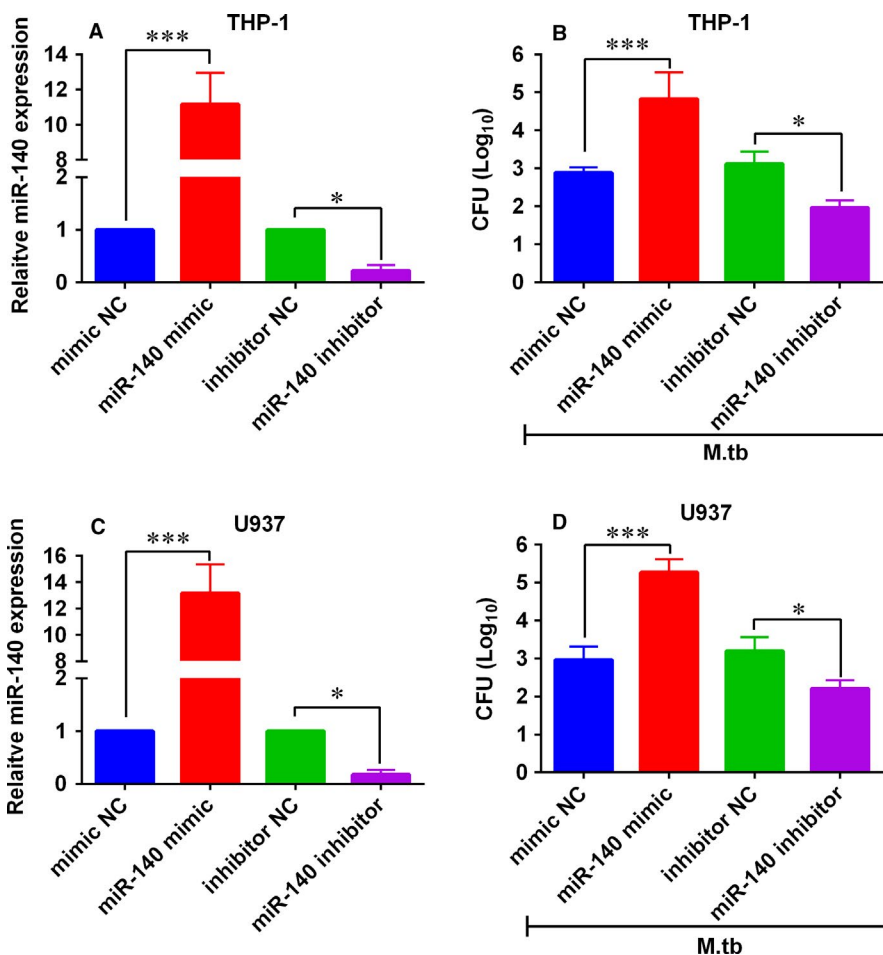 A
THP-1
***
*
Relaitve miR-140 expression
14
12
10
8
2
1
0
mimic NC
miR-140 mimic
inhibitor NC
miR-140 inhibitor
B
THP-1
***
*
CFU (Log₁₀)
6
5
4
3
2
1
0
mimic NC
miR-140 mimic
inhibitor NC
miR-140 inhibitor
M.tb
C
U937
***
*
Relaitve miR-140 expression
16
14
12
10
8
2
1
0
mimic NC
miR-140 mimic
inhibitor NC
miR-140 inhibitor
D
U937
***
*
CFU (Log₁₀)
6
5
4
3
2
1
0
mimic NC
miR-140 mimic
inhibitor NC
miR-140 inhibitor
M.tb